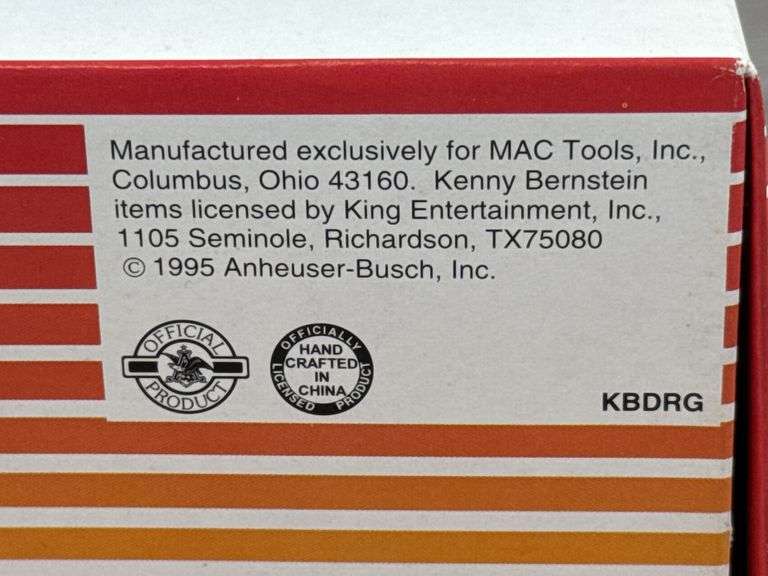 Manufactured exclusively for MAC Tools, Inc.,
Columbus, Ohio 43160. Kenny Bernstein
items licensed by King Entertainment, Inc.,
1105 Seminole, Richardson, TX75080
© 1995 Anheuser-Busch, Inc.
OFFICIAL
PRODUCT
OFFICIALLY
LICENSED PRODUCT
HAND
CRAFTED
IN
CHINA
KBDRG